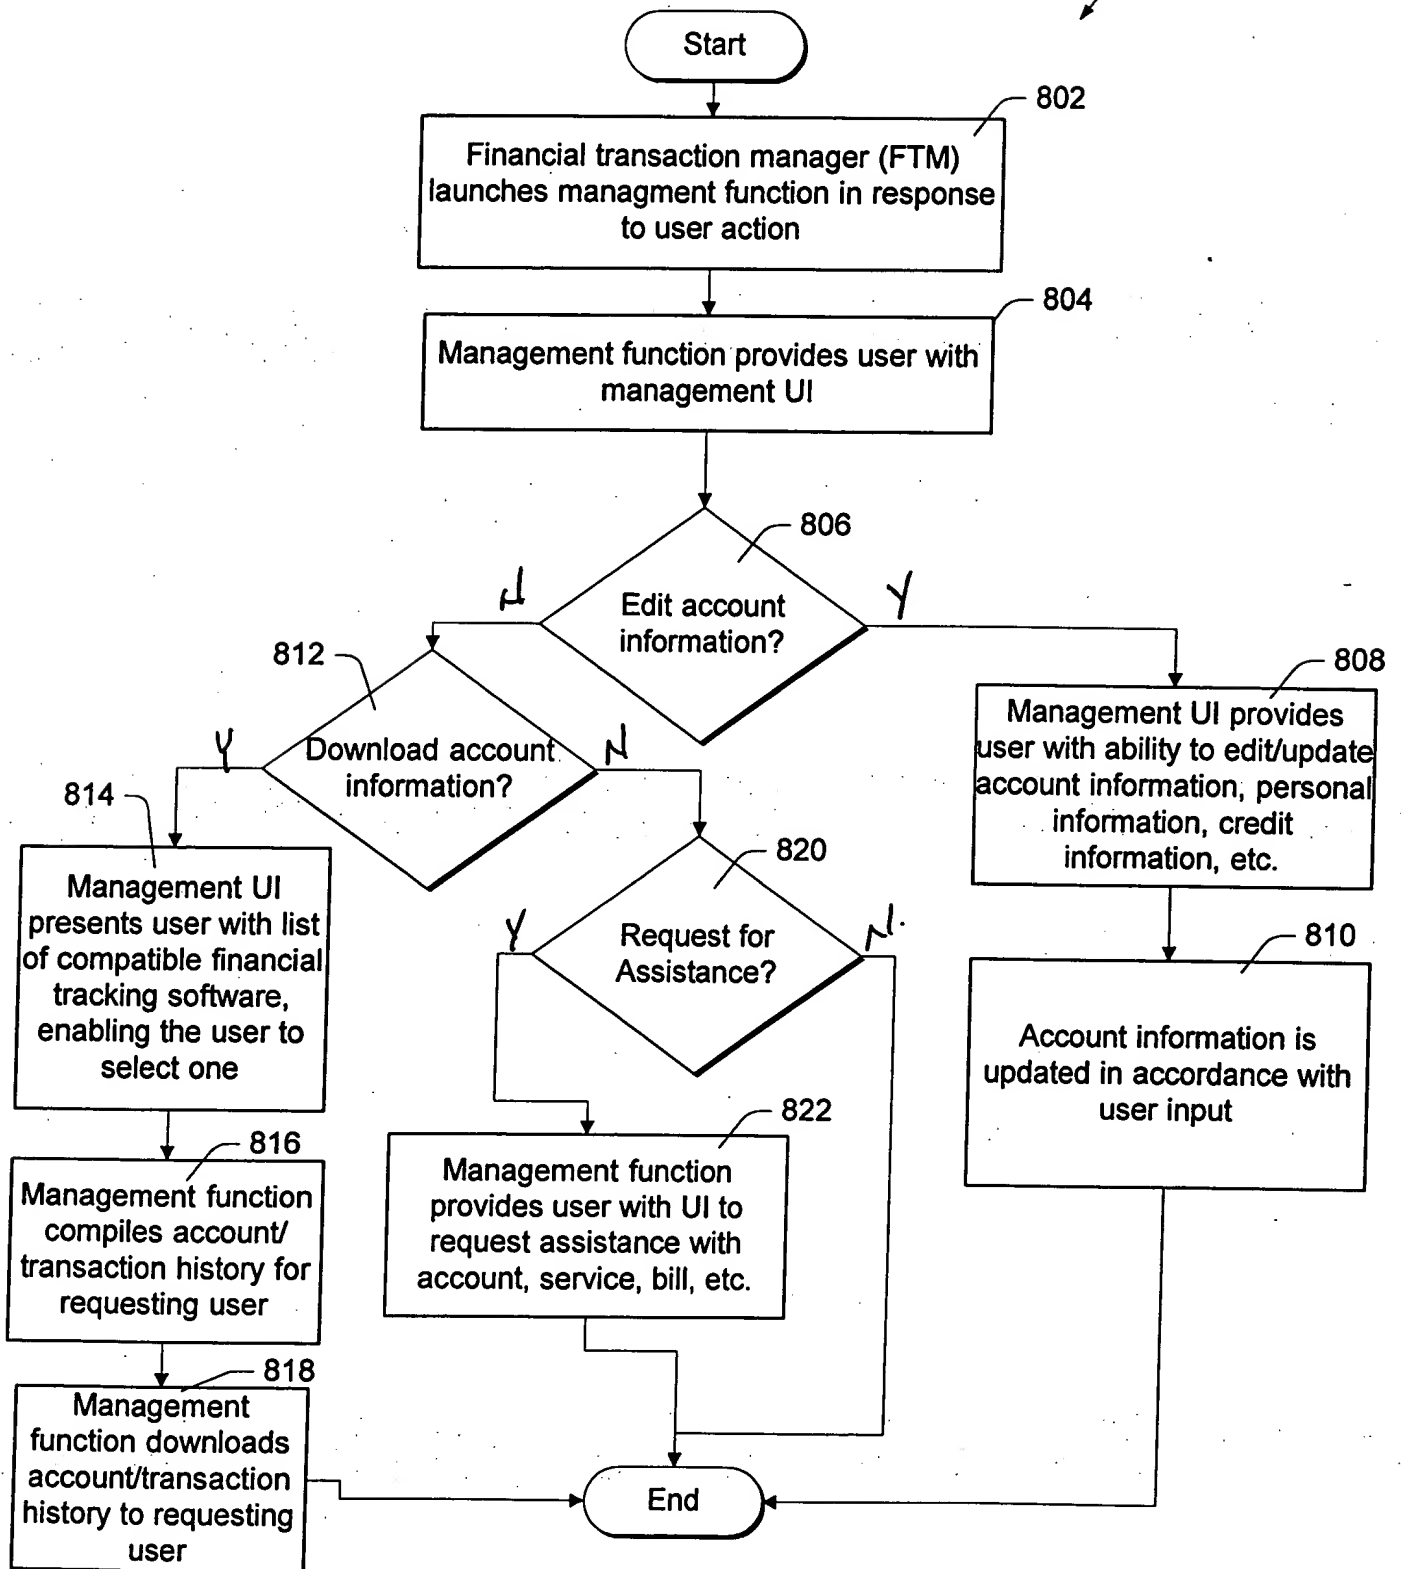 Start
802
Financial transaction manager (FTM)
launches managment function in response
to user action
804
Management function provides user with
management UI
806
Edit account
information?
N
Y
812
Download account
information?
Y
N
808
Management UI provides
user with ability to edit/update
account information, personal
information, credit
information, etc.
814
Management UI
presents user with list
of compatible financial
tracking software,
enabling the user to
select one
820
Request for
Assistance?
Y
N.
810
Account information is
updated in accordance with
user input
816
Management function
compiles account/
transaction history for
requesting user
822
Management function
provides user with UI to
request assistance with
account, service, bill, etc.
818
Management
function downloads
account/transaction
history to requesting
user
End